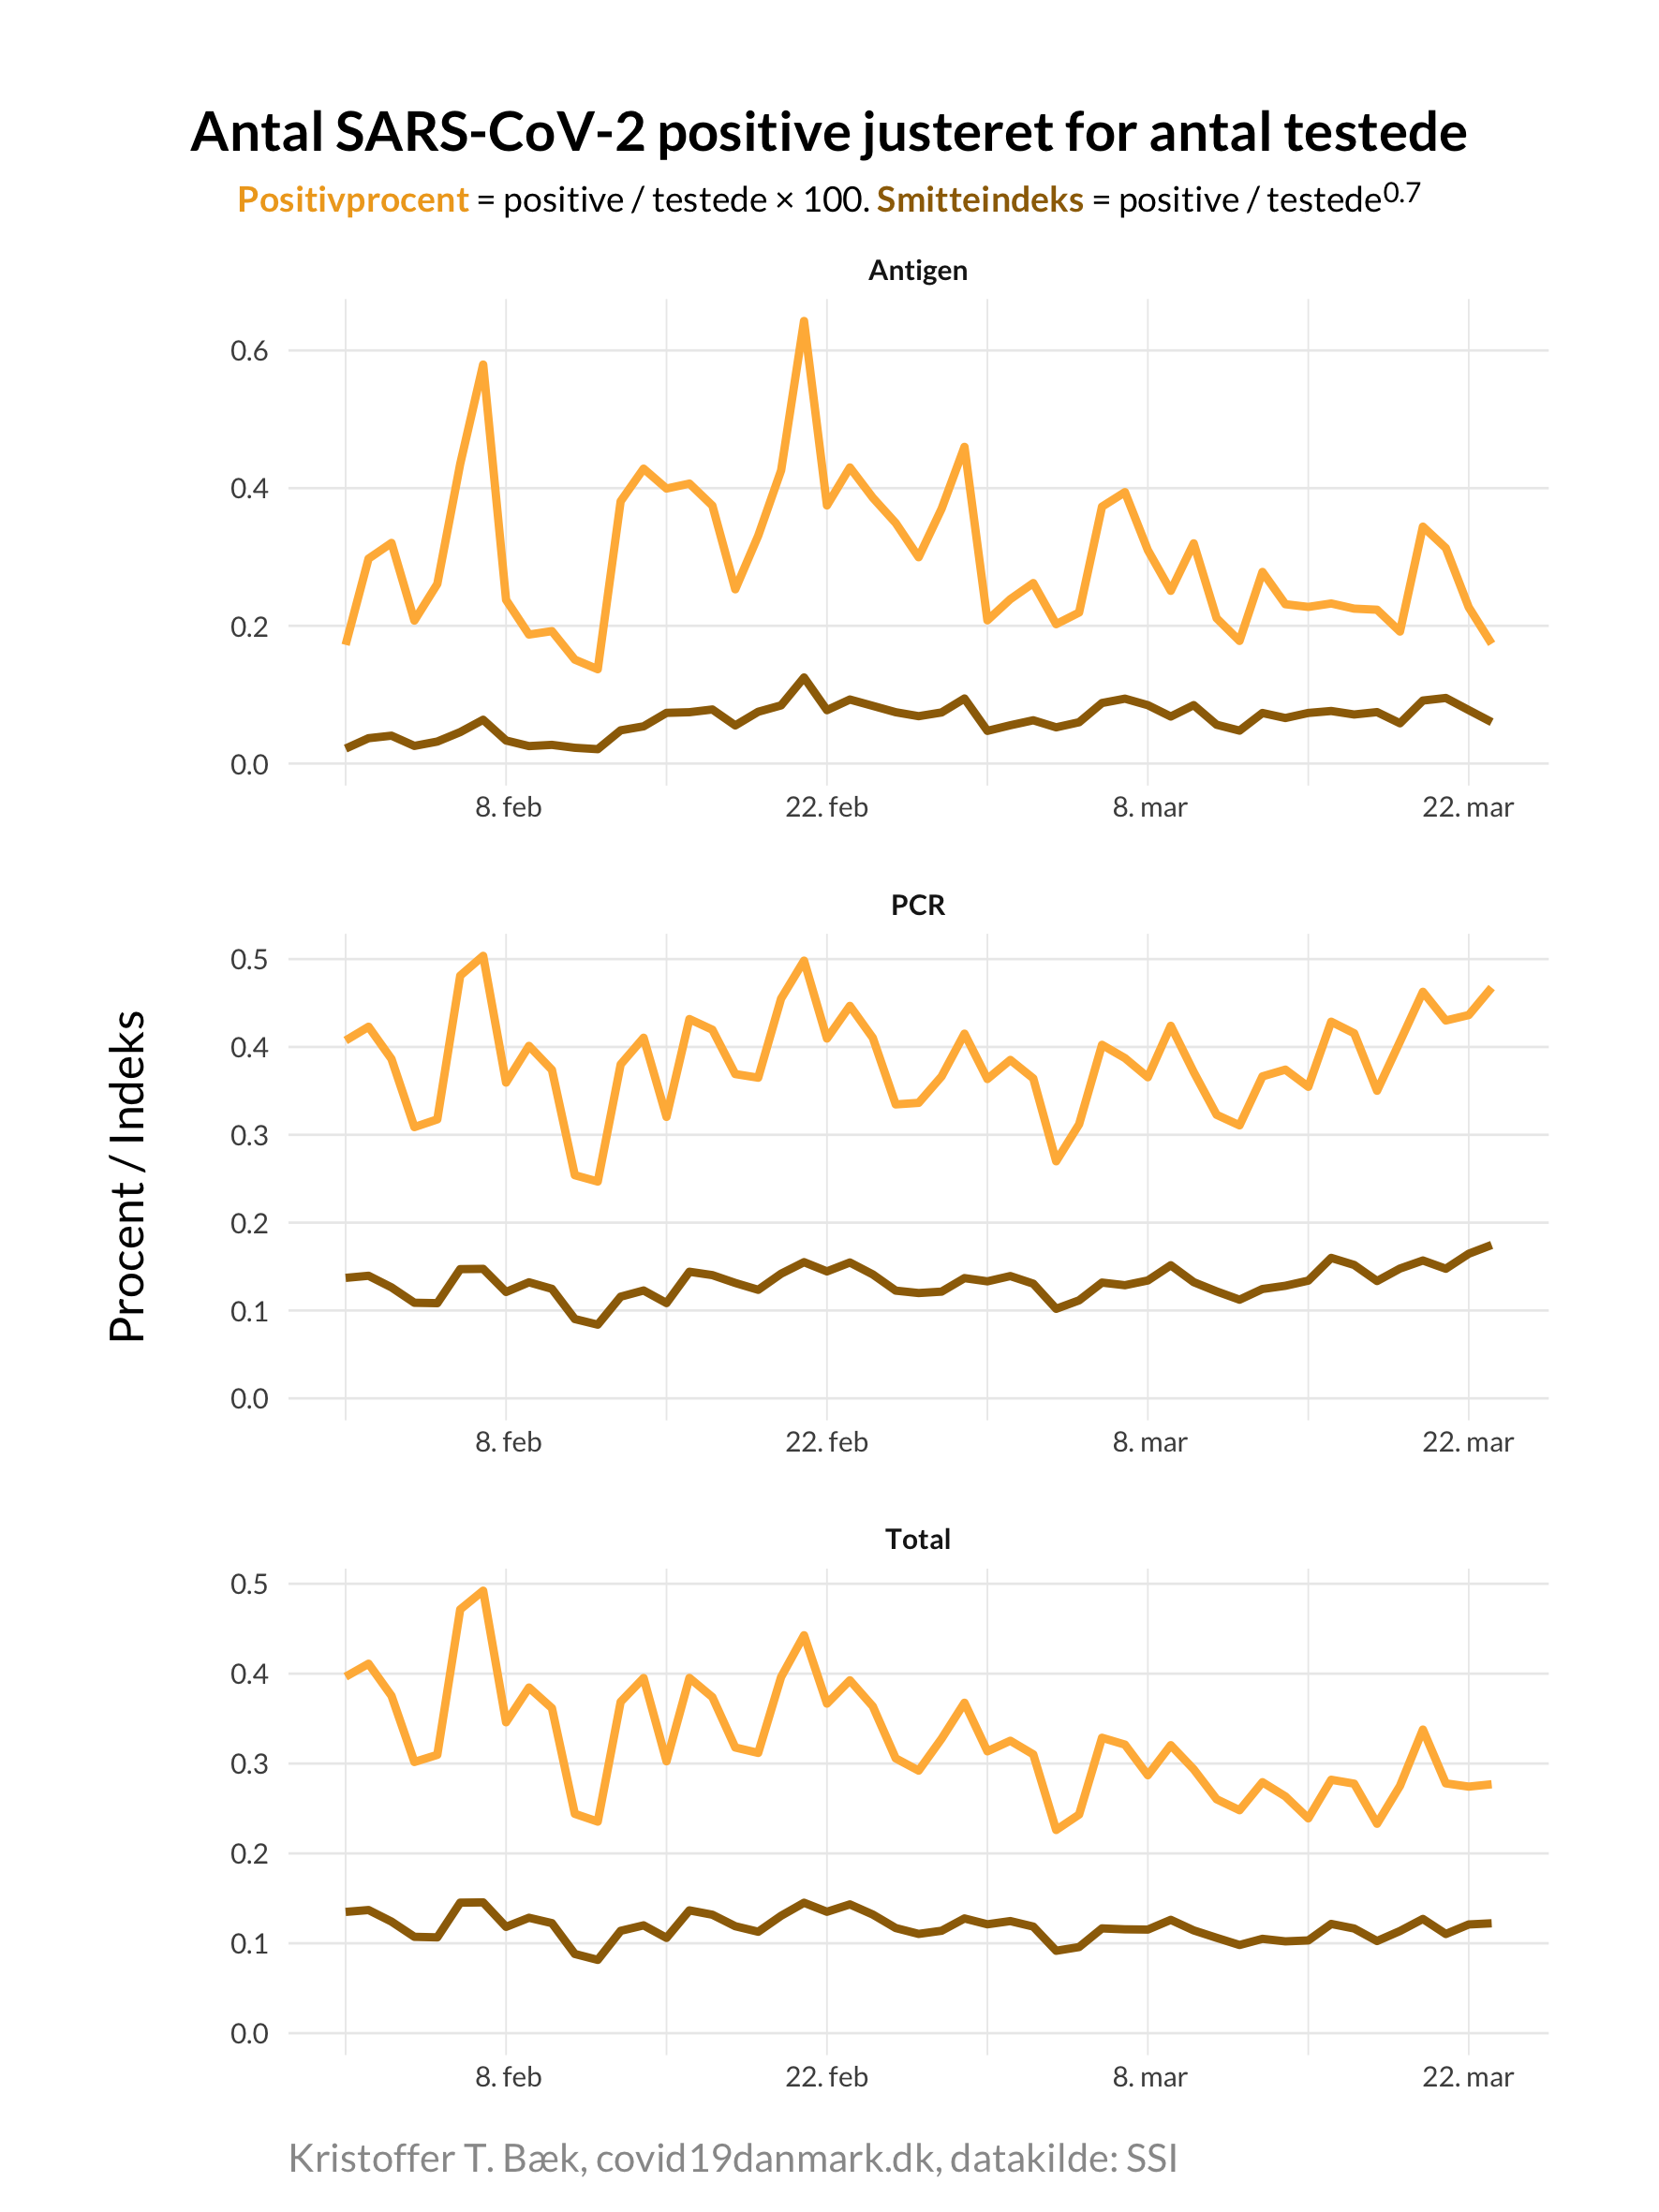 Antal SARS-CoV-2 positive justeret for antal testede
Positivprocent = positive / testede × 100. Smitteindeks = positive / testede^0.7
Antigen
0.6
0.4
0.2
0.0
8. feb 22. feb 8. mar 22. mar
Procent / Indeks
PCR
0.5
0.4
0.3
0.2
0.1
0.0
8. feb 22. feb 8. mar 22. mar
Total
0.5
0.4
0.3
0.2
0.1
0.0
8. feb 22. feb 8. mar 22. mar
Kristoffer T. Bæk, covid19danmark.dk, datakilde: SSI